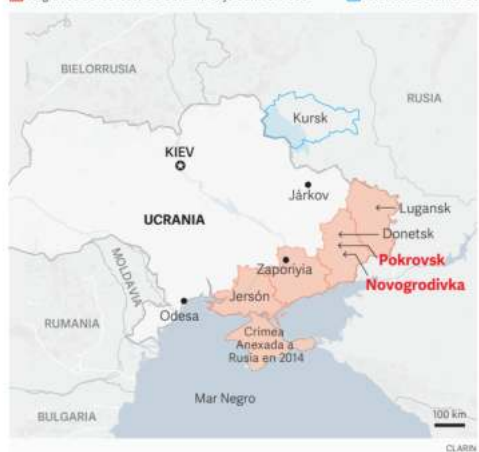 BIELORRUSIA
RUSIA
Kursk
KIEV
Járkov
UCRANIA
Lugansk
Donetsk
Pokrovsk
Zaporiyia
Novogrodivka
MOLDAVIA
Jersón
Odesa
RUMANIA
Crimea
Anexada a
Rusia en 2014
Mar Negro
BULGARIA
100 km
CLARIN